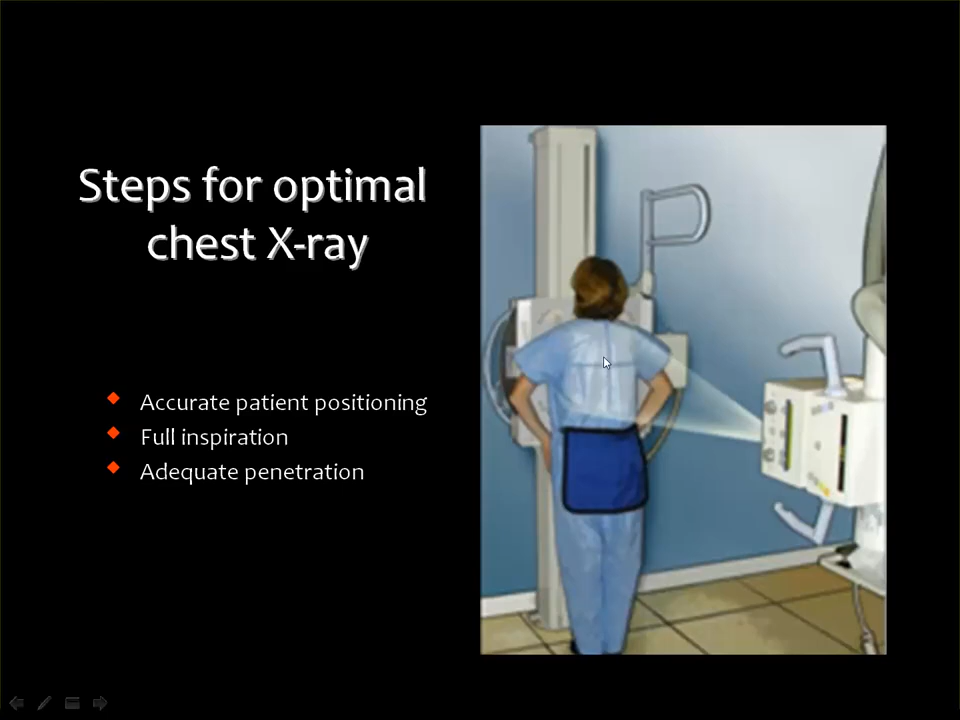 Steps for optimal
chest X-ray
Accurate patient positioning
Full inspiration
Adequate penetration